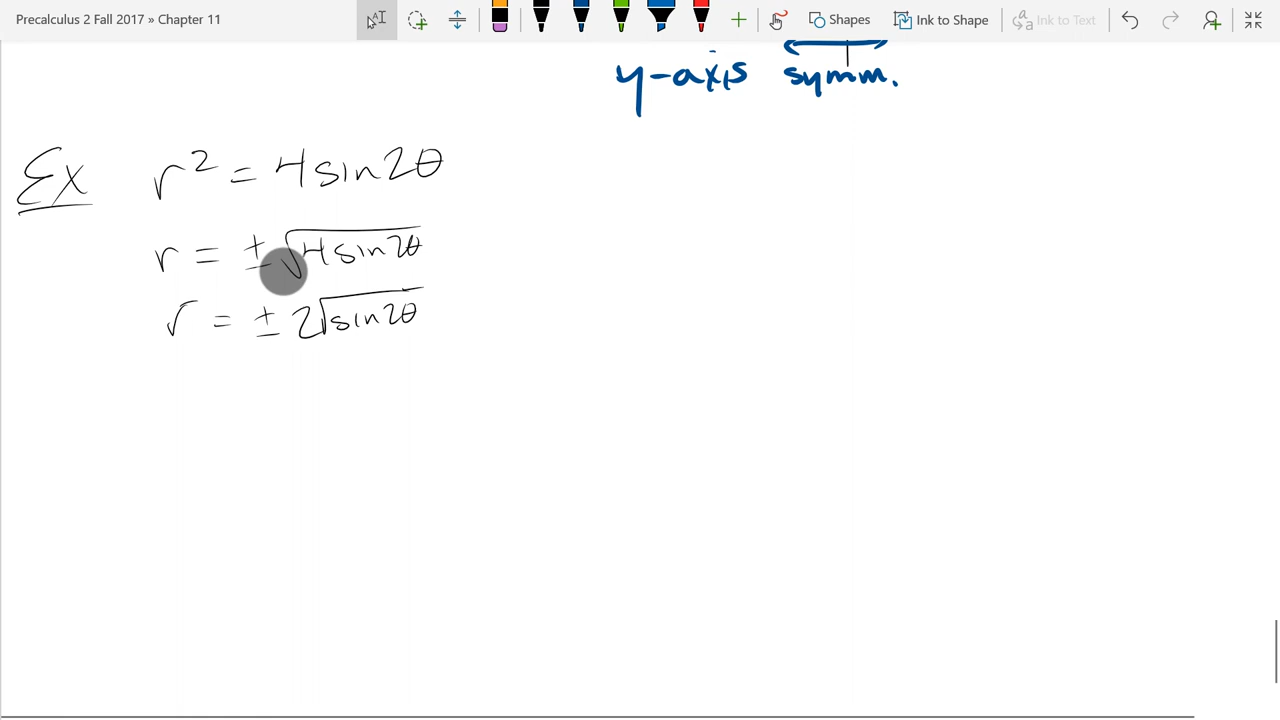 Precalculus 2 Fall 2017 » Chapter 11
Shapes
Ink to Shape
Ink to Text
y-axis symm.
Ex r² = 4sin2θ
r = ±√4sin2θ
r = ±2√sin2θ